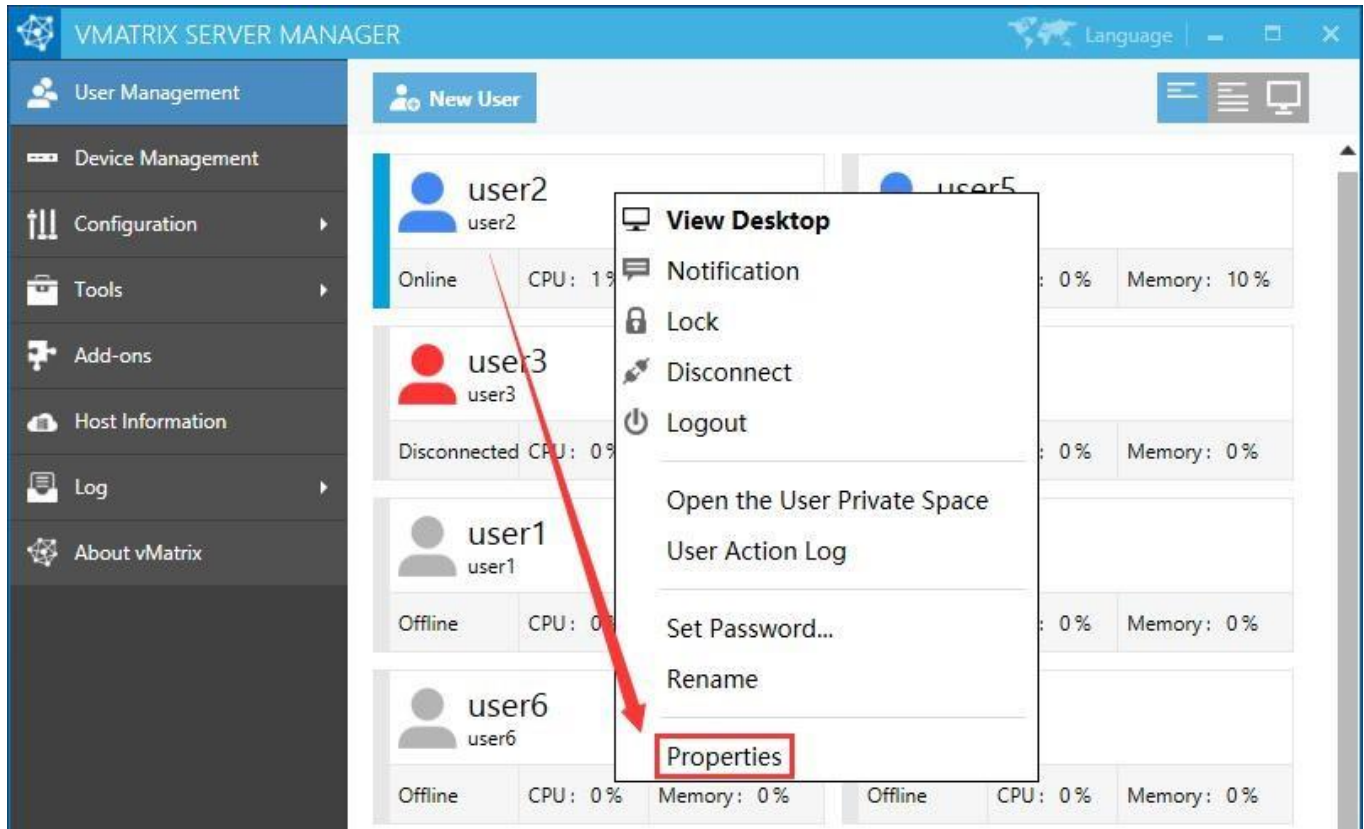 VMATRIX SERVER MANAGER
Language
User Management
Device Management
Configuration
Tools
Add-ons
Host Information
Log
About vMatrix
New User
user2
user2
Online CPU: 1%
user5
0% Memory: 10%
user3
user3
Disconnected CPU: 0%
: 0% Memory: 0%
user1
user1
Offline CPU: 0
: 0% Memory: 0%
user6
user6
Offline CPU: 0% Memory: 0%
Offline CPU: 0% Memory: 0%
View Desktop
Notification
Lock
Disconnect
Logout
Open the User Private Space
User Action Log
Set Password...
Rename
Properties